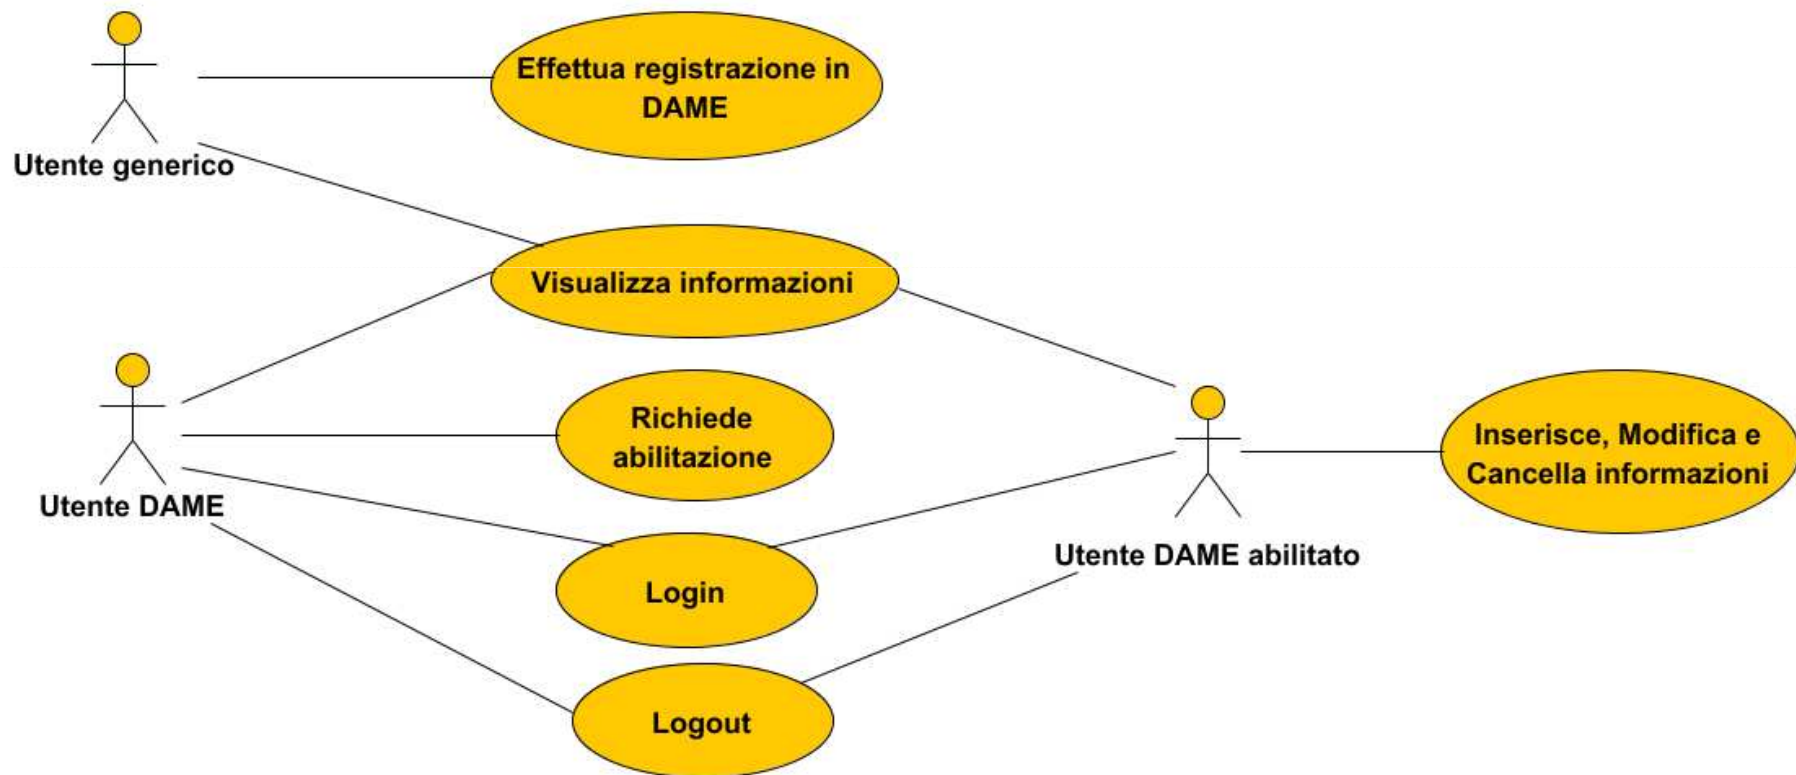 Effettua registrazione in
DAME
Utente generico
Visualizza informazioni
Richiede
abilitazione
Utente DAME
Inserisce, Modifica e
Cancella informazioni
Utente DAME abilitato
Login
Logout